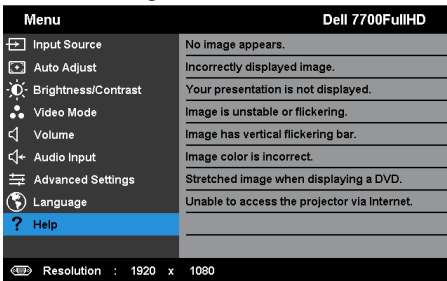 Menu Dell 7700FullHD
Input Source No image appears.
Auto Adjust Incorrectly displayed image.
Brightness/Contrast Your presentation is not displayed.
Video Mode Image is unstable or flickering.
Volume Image has vertical flickering bar.
Audio Input Image color is incorrect.
Advanced Settings Stretched image when displaying a DVD.
Language Unable to access the projector via Internet.
? Help
Resolution : 1920 x 1080